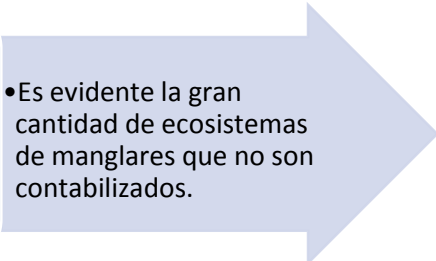 •Es evidente la gran
cantidad de ecosistemas
de manglares que no son
contabilizados.